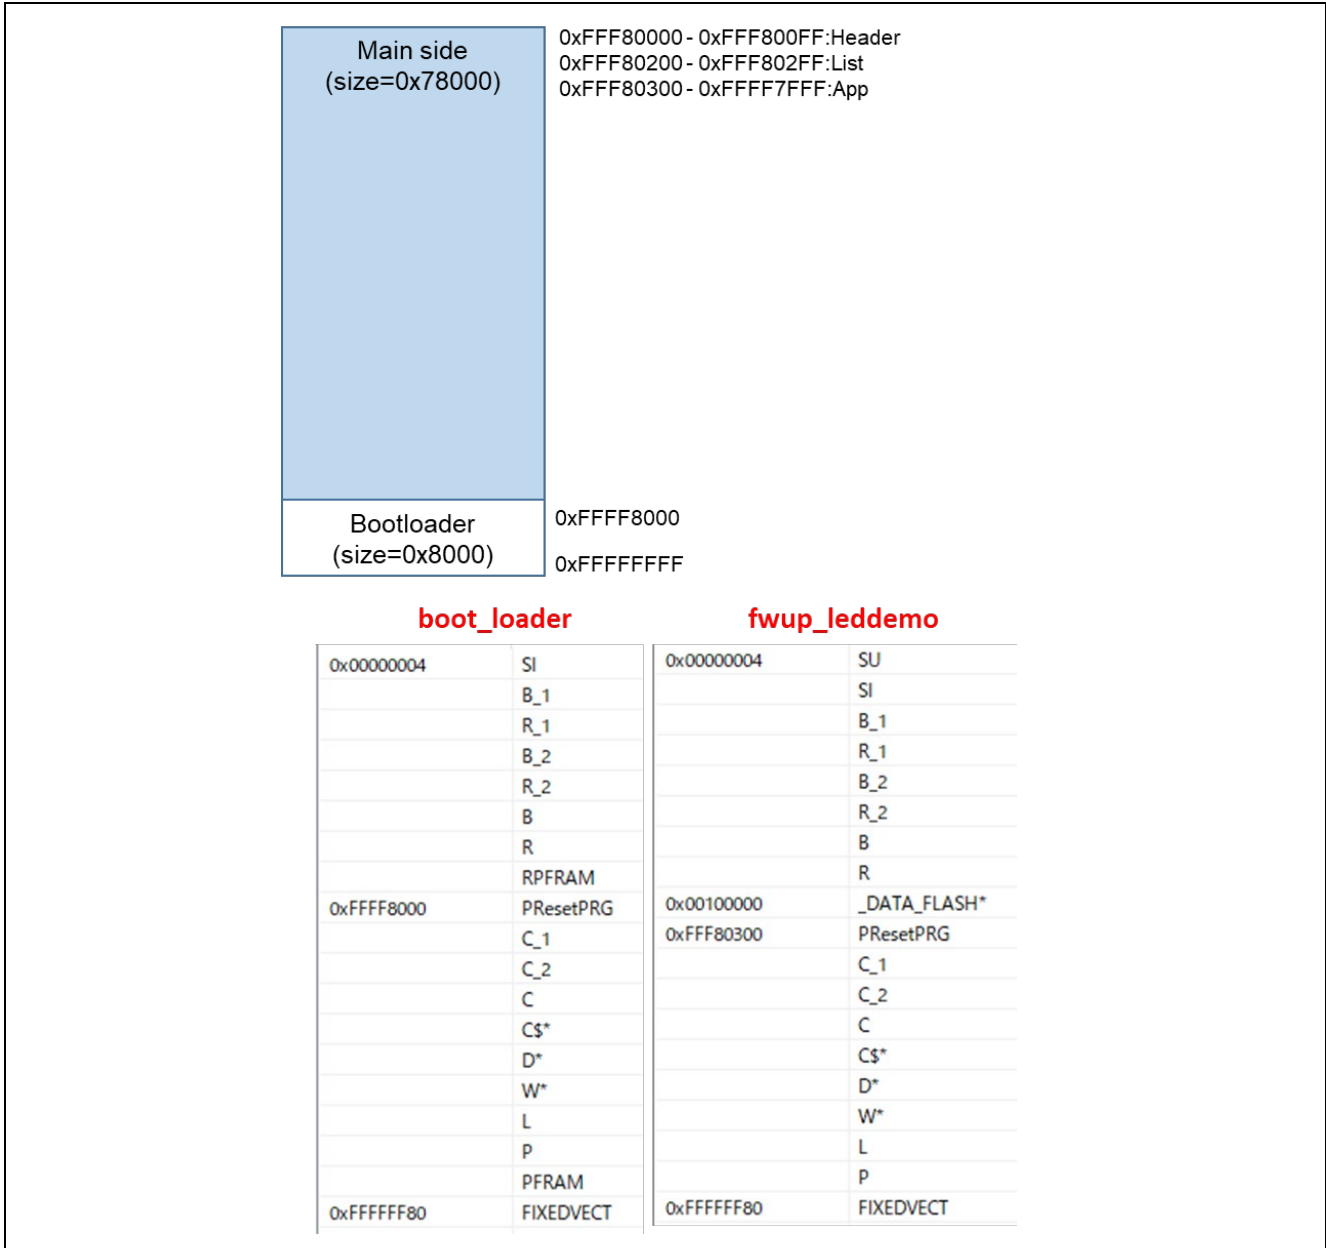 Main side
(size=0x78000)
0xFFF80000 - 0xFFF800FF:Header
0xFFF80200 - 0xFFF802FF:List
0xFFF80300 - 0xFFFF7FFF:App
Bootloader
(size=0x8000)
0xFFFF8000
0xFFFFFFFF
boot_loader
0x00000004 SI
B_1
R_1
B_2
R_2
B
R
RPFRAM
0xFFFF8000 PResetPRG
C_1
C_2
C
C$*
D*
W*
L
P
PFRAM
0xFFFFFF80 FIXEDVECT
fwup_leddemo
0x00000004 SU
SI
B_1
R_1
B_2
R_2
B
R
0x00100000 _DATA_FLASH*
0xFFF80300 PResetPRG
C_1
C_2
C
C$*
D*
W*
L
P
0xFFFFFF80 FIXEDVECT